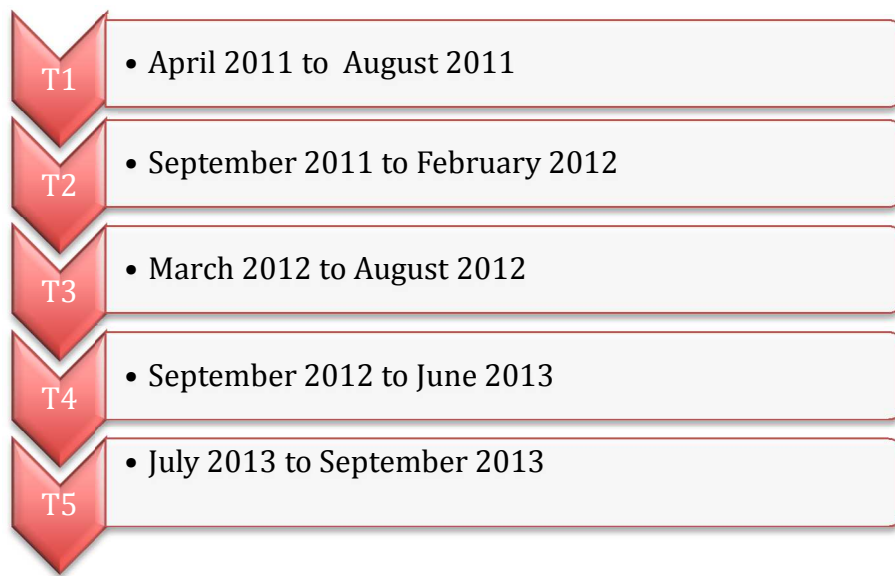 T1
• April 2011 to  August 2011
T2
• September 2011 to February 2012
T3
• March 2012 to August 2012
T4
• September 2012 to June 2013
T5
• July 2013 to September 2013